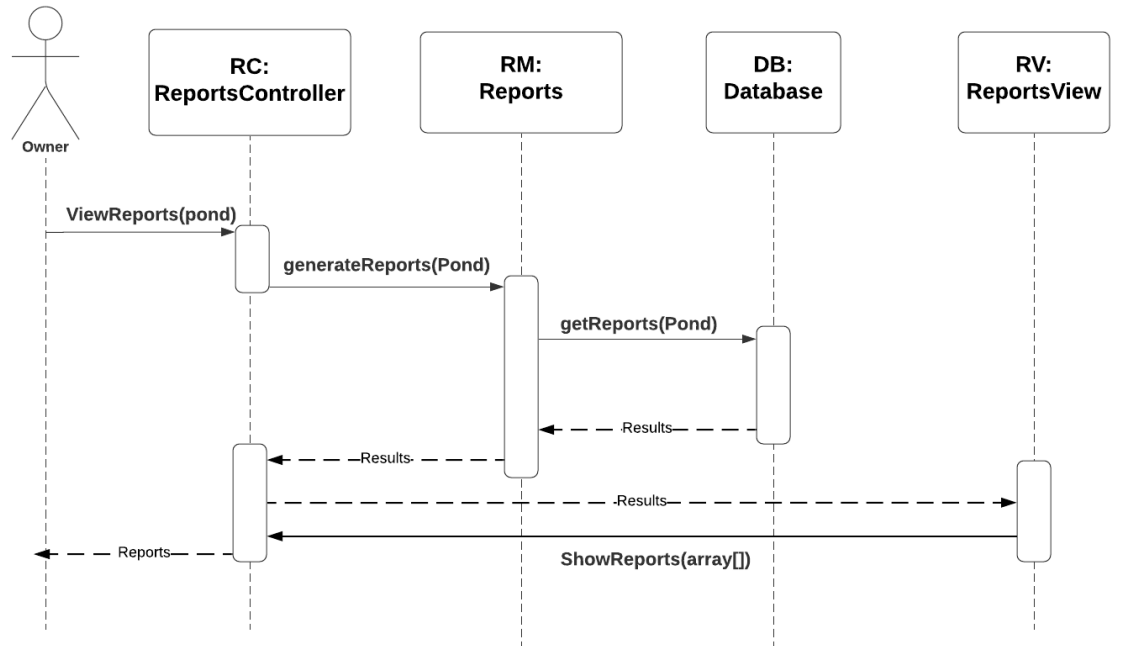 RC:
ReportsController
RM:
Reports
DB:
Database
RV:
ReportsView
Owner
ViewReports(pond)
generateReports(Pond)
getReports(Pond)
Results
Results
Results
Reports
ShowReports(array[])